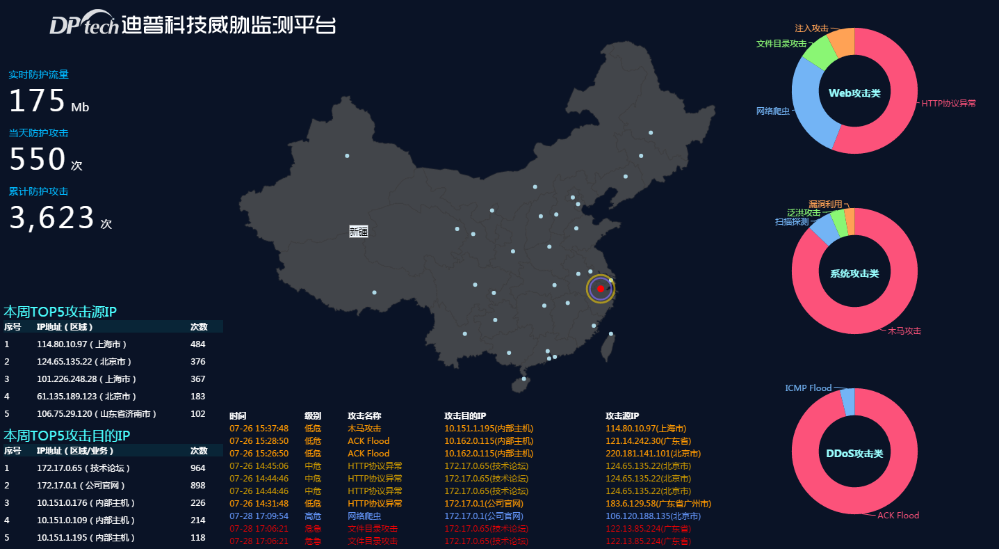 DPtech 迪普科技威胁监测平台
实时防护流量
175 Mb
当天防护攻击
550 次
累计防护攻击
3,623 次
新疆
本周TOP5攻击源IP
序号 IP地址（区域） 次数
1 114.80.10.97（上海市） 484
2 124.65.135.22（北京市） 376
3 101.226.248.28（上海市） 367
4 61.135.189.123（北京市） 183
5 106.75.29.120（山东省济南市） 102
本周TOP5攻击目的IP
序号 IP地址（区域/业务） 次数
1 172.17.0.65（技术论坛） 964
2 172.17.0.1（公司官网） 898
3 10.151.0.176（内部主机） 226
4 10.151.0.109（内部主机） 214
5 10.151.1.195（内部主机） 118
时间 级别 攻击名称 攻击目的IP 攻击源IP
07-26 15:37:48 低危 木马攻击 10.151.1.195(内部主机) 114.80.10.97(上海市)
07-26 15:28:50 低危 ACK Flood 10.162.0.115(内部主机) 121.14.242.30(广东省)
07-26 15:26:50 低危 ACK Flood 10.162.0.115(内部主机) 220.181.141.101(北京市)
07-26 14:45:06 中危 HTTP协议异常 172.17.0.65(技术论坛) 124.65.135.22(北京市)
07-26 14:44:46 中危 HTTP协议异常 172.17.0.65(技术论坛) 124.65.135.22(北京市)
07-26 14:44:46 中危 HTTP协议异常 172.17.0.65(技术论坛) 124.65.135.22(北京市)
07-26 14:31:48 低危 HTTP协议异常 172.17.0.1(公司官网) 183.6.129.58(广东省广州市)
07-28 17:09:54 高危 网络爬虫 172.17.0.1(公司官网) 106.120.188.135(北京市)
07-28 17:06:21 危急 文件目录攻击 172.17.0.65(技术论坛) 122.13.85.224(广东省)
07-28 17:06:21 危急 文件目录攻击 172.17.0.65(技术论坛) 122.13.85.224(广东省)
注入攻击
文件目录攻击
Web攻击类
HTTP协议异常
网络爬虫
漏洞利用
泛洪攻击
扫描探测
系统攻击类
木马攻击
ICMP Flood
DDoS攻击类
ACK Flood